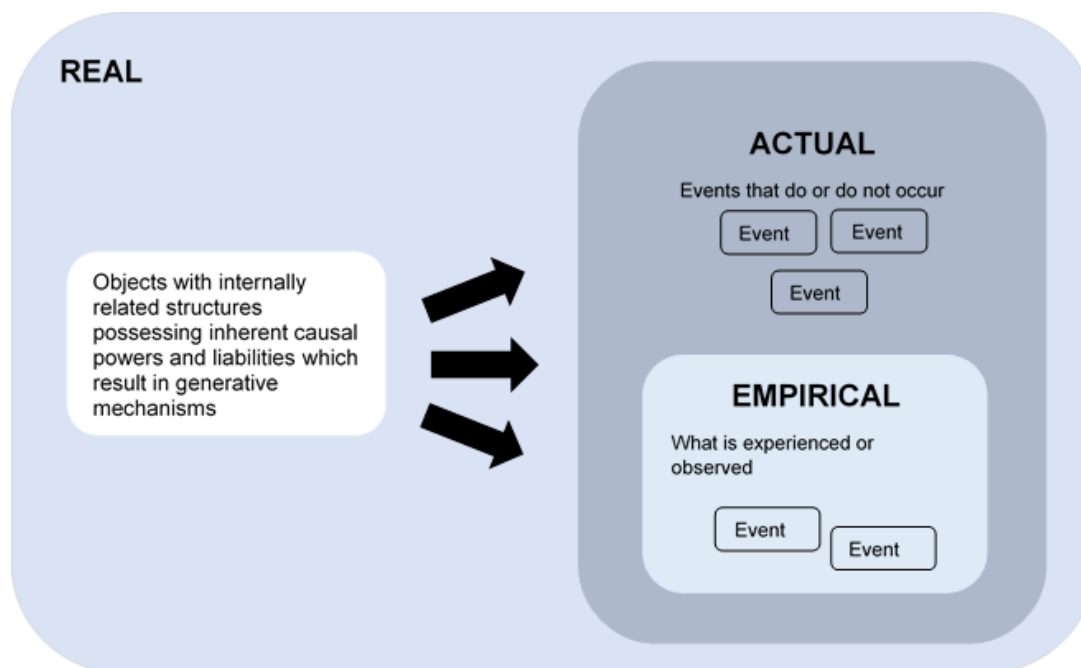 REAL
Objects with internally
related structures
possessing inherent causal
powers and liabilities which
result in generative
mechanisms
ACTUAL
Events that do or do not occur
Event
Event
Event
EMPIRICAL
What is experienced or
observed
Event
Event